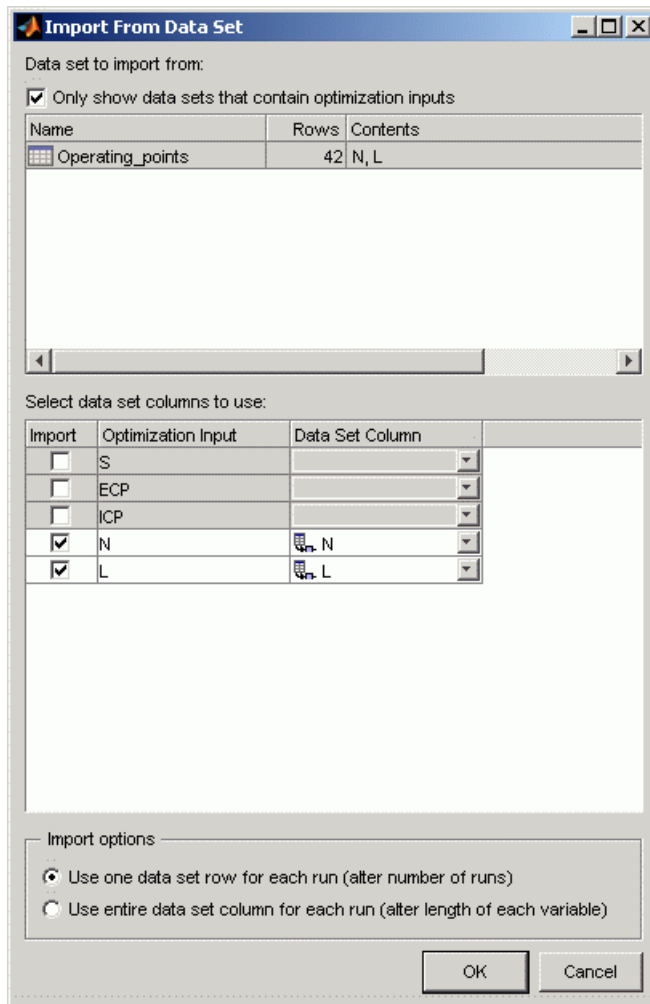 Import From Data Set
Data set to import from:
Only show data sets that contain optimization inputs
Name Rows Contents
Operating_points 42 N, L
Select data set columns to use:
Import Optimization Input Data Set Column
S
ECP
ICP
N N
L L
Import options
Use one data set row for each run (alter number of runs)
Use entire data set column for each run (alter length of each variable)
OK Cancel